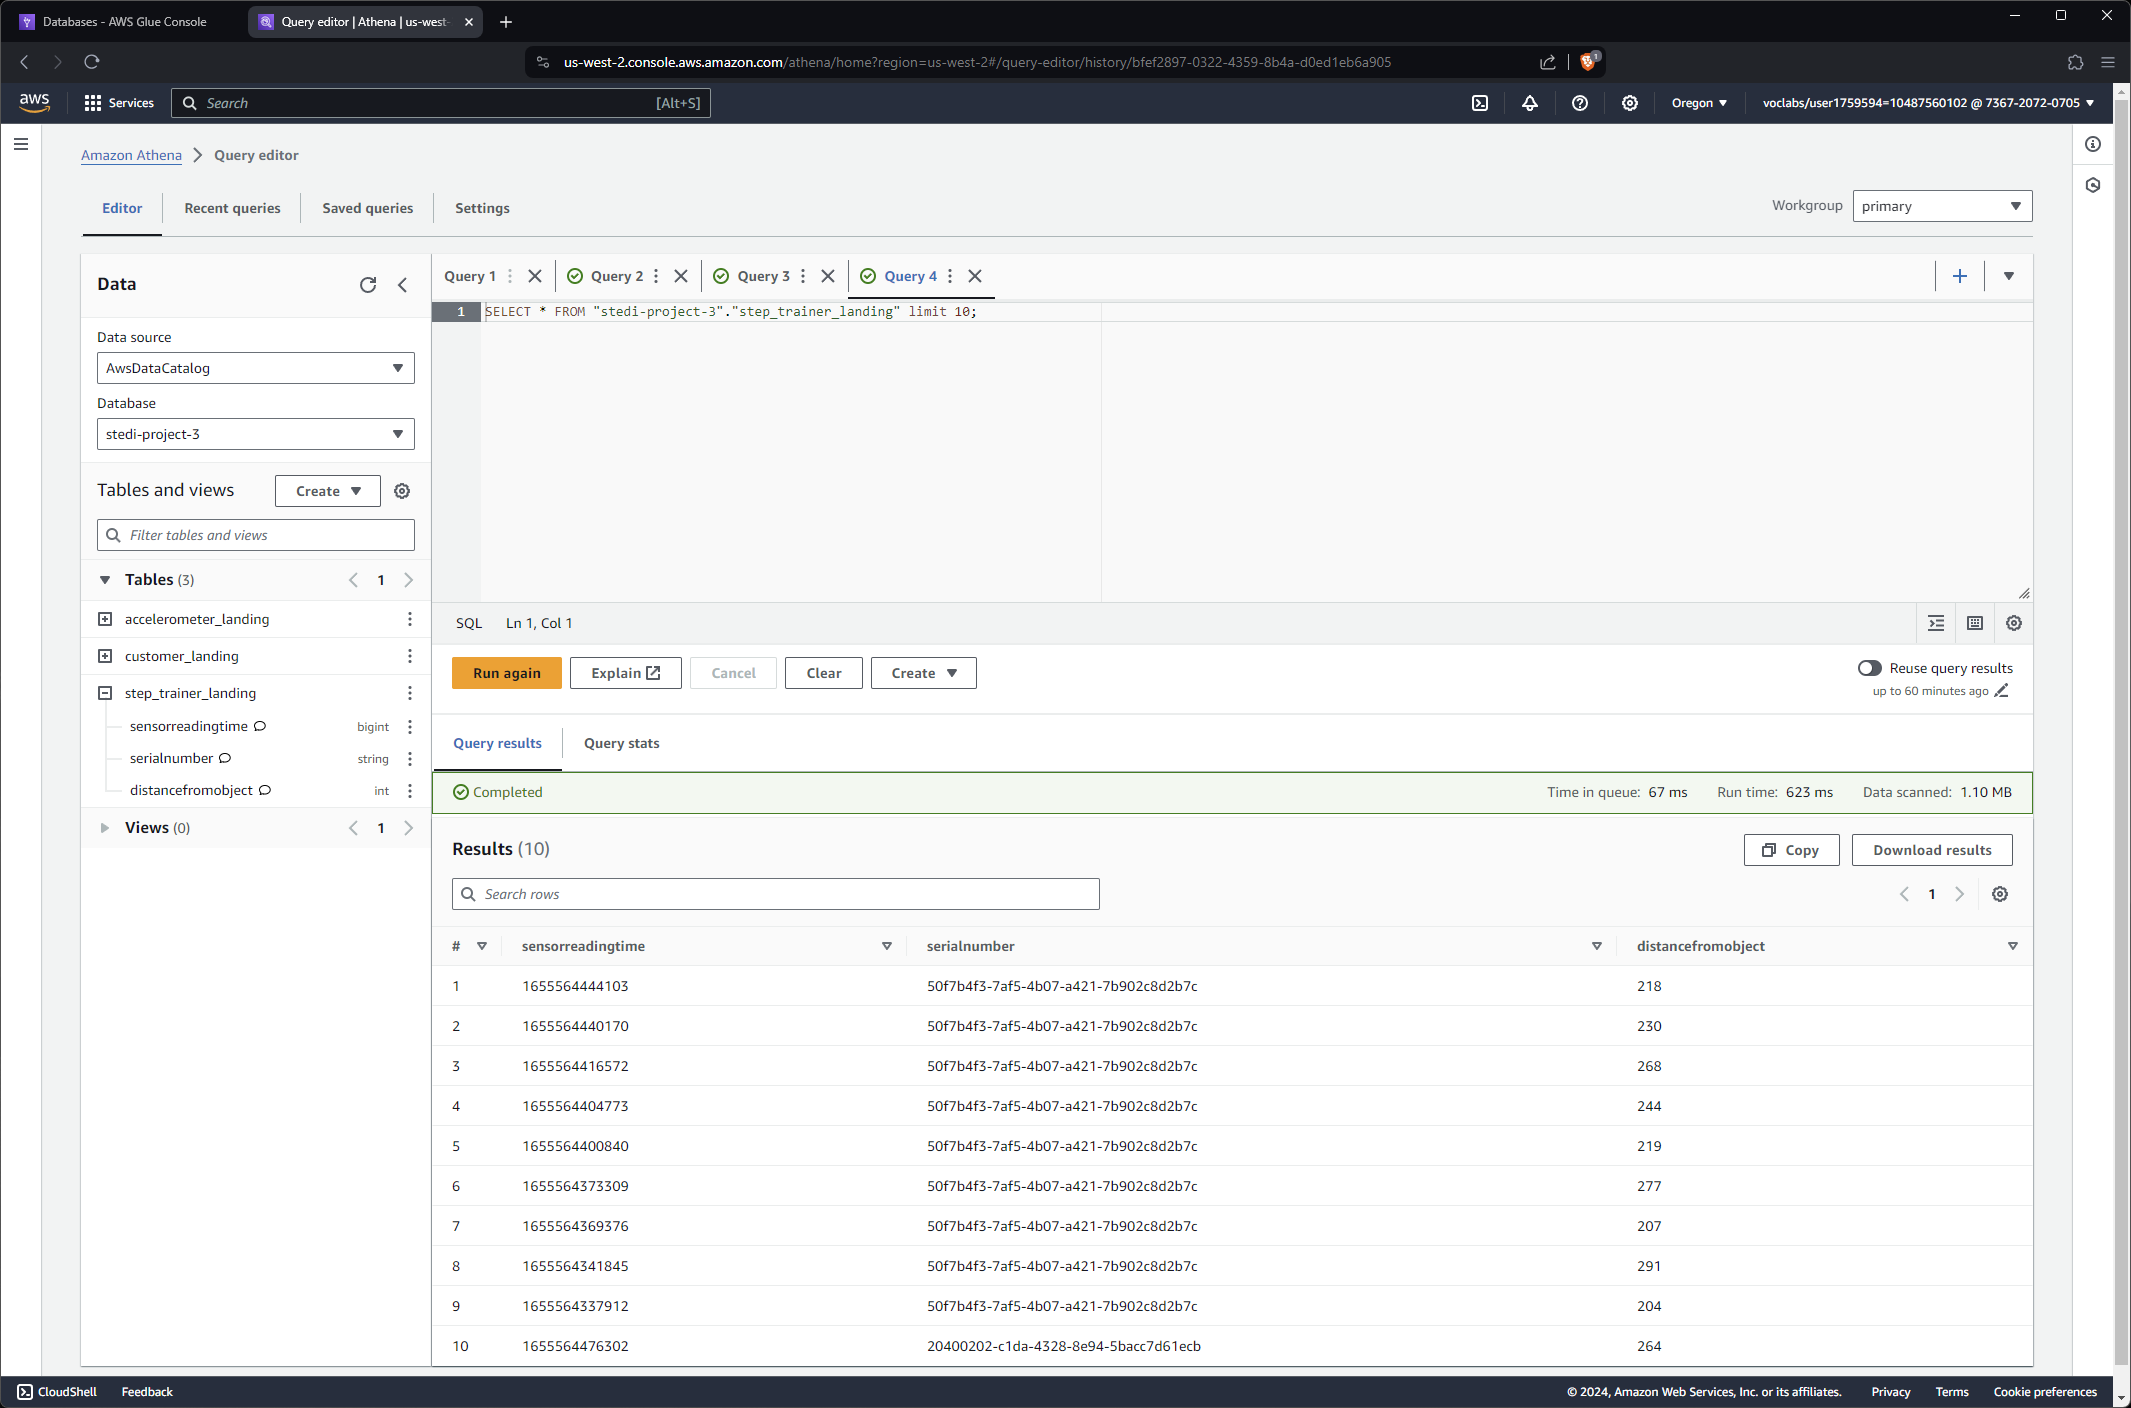 Databases - AWS Glue Console
Query editor | Athena | us-west-
us-west-2.console.aws.amazon.com/athena/home?region=us-west-2#/query-editor/history/bfef2897-0322-4359-8b4a-d0ed1eb6a905
1
aws
Services
Search
[Alt+S]
Oregon
voclabs/user1759594=10487560102 @ 7367-2072-0705
Amazon Athena
Query editor
Editor
Recent queries
Saved queries
Settings
Workgroup
primary
Data
Data source
AwsDataCatalog
Database
stedi-project-3
Tables and views
Create
Filter tables and views
Tables (3)
1
accelerometer_landing
customer_landing
step_trainer_landing
sensorreadingtime bigint
serialnumber string
distancefromobject int
Views (0)
1
Query 1
Query 2
Query 3
Query 4
1 SELECT * FROM "stedi-project-3"."step_trainer_landing" limit 10;
SQL Ln 1, Col 1
Run again
Explain
Cancel
Clear
Create
Reuse query results
up to 60 minutes ago
Query results
Query stats
Completed
Time in queue: 67 ms Run time: 623 ms Data scanned: 1.10 MB
Results (10)
Copy
Download results
Search rows
1
# sensorreadingtime serialnumber distancefromobject
1 1655564444103 50f7b4f3-7af5-4b07-a421-7b902c8d2b7c 218
2 1655564440170 50f7b4f3-7af5-4b07-a421-7b902c8d2b7c 230
3 1655564416572 50f7b4f3-7af5-4b07-a421-7b902c8d2b7c 268
4 1655564404773 50f7b4f3-7af5-4b07-a421-7b902c8d2b7c 244
5 1655564400840 50f7b4f3-7af5-4b07-a421-7b902c8d2b7c 219
6 1655564373309 50f7b4f3-7af5-4b07-a421-7b902c8d2b7c 277
7 1655564369376 50f7b4f3-7af5-4b07-a421-7b902c8d2b7c 207
8 1655564341845 50f7b4f3-7af5-4b07-a421-7b902c8d2b7c 291
9 1655564337912 50f7b4f3-7af5-4b07-a421-7b902c8d2b7c 204
10 1655564476302 20400202-c1da-4328-8e94-5bacc7d61ecb 264
CloudShell
Feedback
© 2024, Amazon Web Services, Inc. or its affiliates.
Privacy
Terms
Cookie preferences